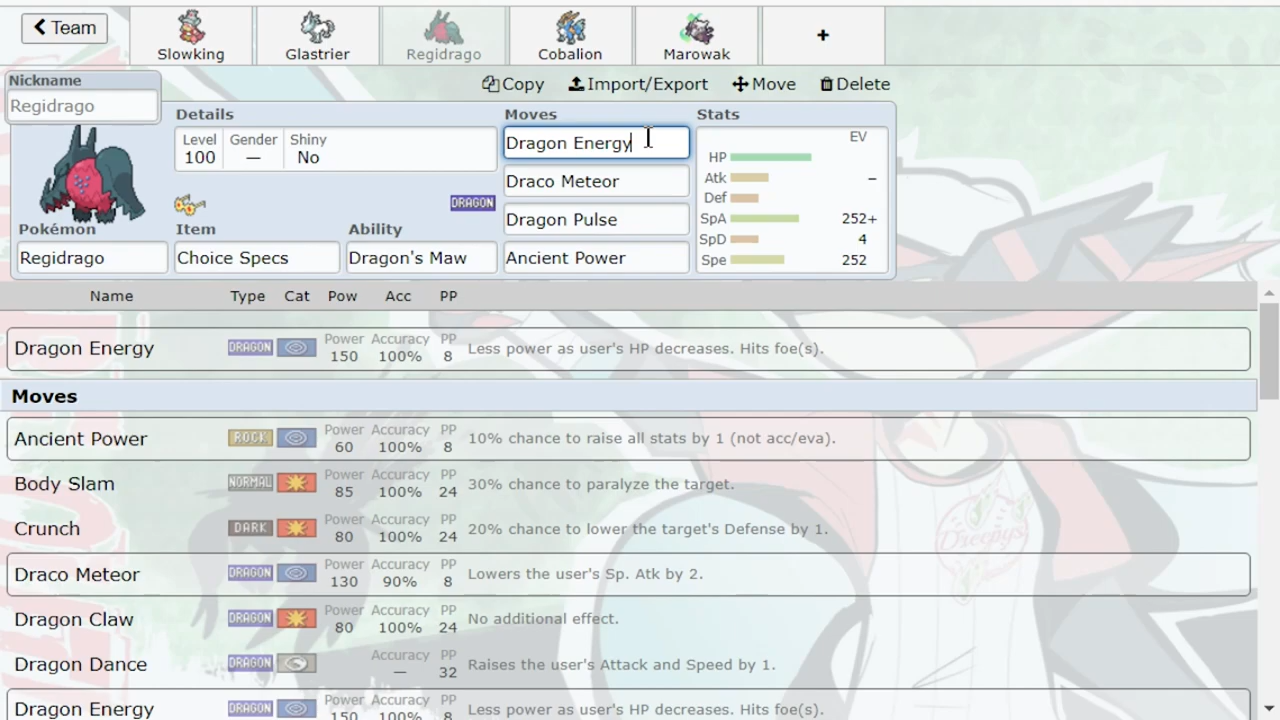 Team
Slowking
Glastrier
Regidrago
Cobalion
Marowak
+
Nickname
Regidrago
Copy
Import/Export
Move
Delete
Details
Moves
Stats
Level
100
Gender
—
Shiny
No
Dragon Energy
Draco Meteor
Dragon Pulse
Ancient Power
EV
HP
Atk –
Def
SpA 252+
SpD 4
Spe 252
DRAGON
Pokémon
Regidrago
Item
Choice Specs
Ability
Dragon's Maw
Name Type Cat Pow Acc PP
Dragon Energy DRAGON Power 150 Accuracy 100% PP 8 Less power as user's HP decreases. Hits foe(s).
Moves
Ancient Power ROCK Power 60 Accuracy 100% PP 8 10% chance to raise all stats by 1 (not acc/eva).
Body Slam NORMAL Power 85 Accuracy 100% PP 24 30% chance to paralyze the target.
Crunch DARK Power 80 Accuracy 100% PP 24 20% chance to lower the target's Defense by 1.
Draco Meteor DRAGON Power 130 Accuracy 90% PP 8 Lowers the user's Sp. Atk by 2.
Dragon Claw DRAGON Power 80 Accuracy 100% PP 24 No additional effect.
Dragon Dance DRAGON Accuracy — PP 32 Raises the user's Attack and Speed by 1.
Dragon Energy DRAGON Power 150 Accuracy 100% PP 8 Less power as user's HP decreases. Hits foe(s).